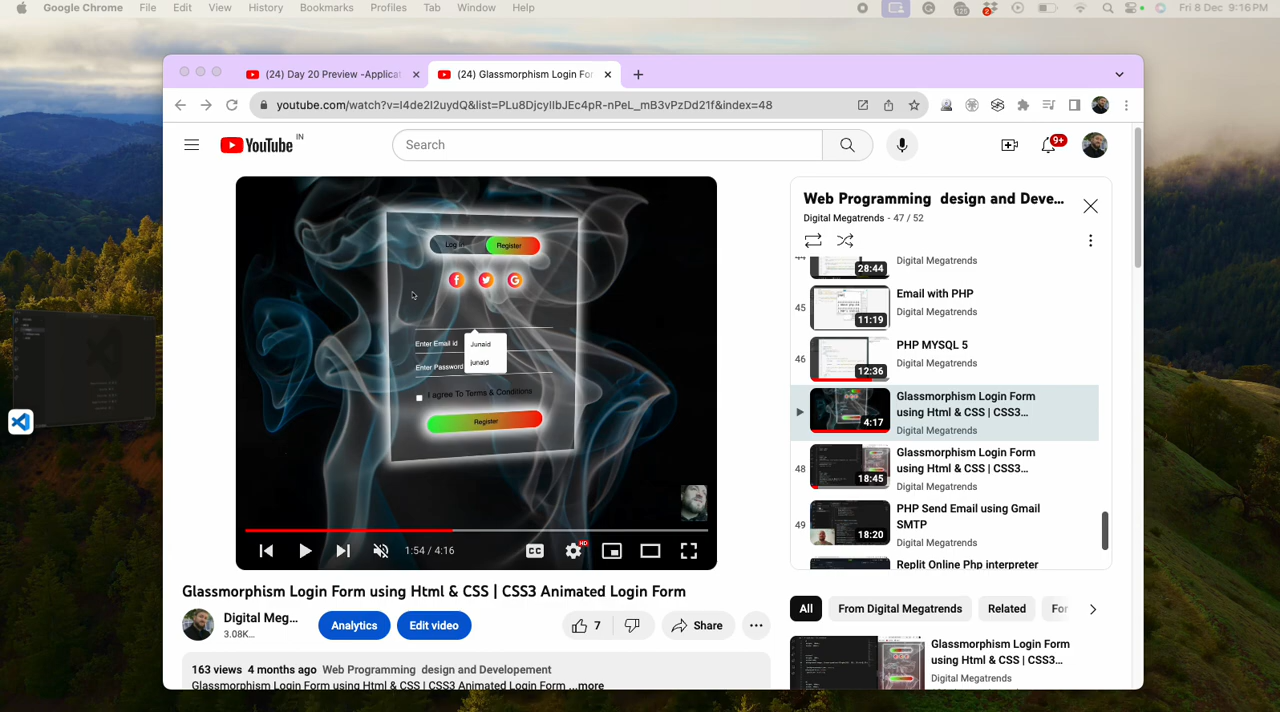 Google Chrome File Edit View History Bookmarks Profiles Tab Window Help Fri 8 Dec 9:16 PM
(24) Day 20 Preview -Applicat
(24) Glassmorphism Login For
youtube.com/watch?v=I4de2I2uydQ&list=PLu8DjcyIIbJEc4pR-nPeL_mB3vPzDd21f&index=48
YouTube IN
Search
9+
Log In Register
Enter Email id
Junaid
junaid
Enter Password
I agree To Terms & Conditions
Register
1:54 / 4:16
CC
HD
Web Programming design and Deve...
Digital Megatrends - 47 / 52
28:44
Digital Megatrends
45
11:19
Email with PHP
Digital Megatrends
46
12:36
PHP MYSQL 5
Digital Megatrends
4:17
Glassmorphism Login Form
using Html & CSS | CSS3...
Digital Megatrends
48
18:45
Glassmorphism Login Form
using Html & CSS | CSS3...
Digital Megatrends
49
18:20
PHP Send Email using Gmail
SMTP
Digital Megatrends
Replit Online Php interpreter
Glassmorphism Login Form using Html & CSS | CSS3 Animated Login Form
Digital Meg...
3.08K...
Analytics
Edit video
7
Share
163 views 4 months ago Web Programming design and Developement
Glassmorphism Login Form using Html & CSS | CSS3 Animated Login Form ...more
All
From Digital Megatrends
Related
For
Glassmorphism Login Form
using Html & CSS | CSS3...
Digital Megatrends